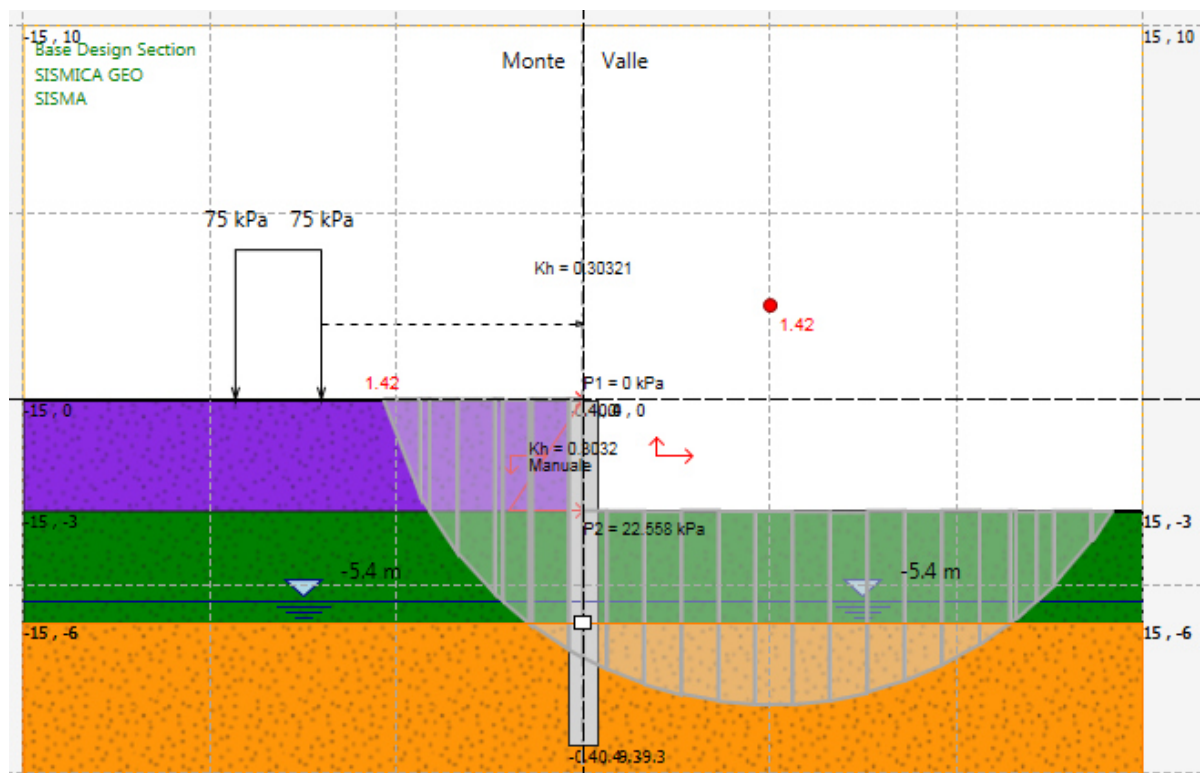 -15 , 10
15 , 10
Base Design Section
SISMICA GEO
SISMA
Monte
Valle
75 kPa
75 kPa
Kh = 0.30321
1.42
1.42
P1 = 0 kPa
-15 , 0
, 0
Kh = 0.3032
Manuale
-15 , -3
P2 = 22.558 kPa
15 , -3
-5.4 m
-5.4 m
-15 , -6
15 , -6